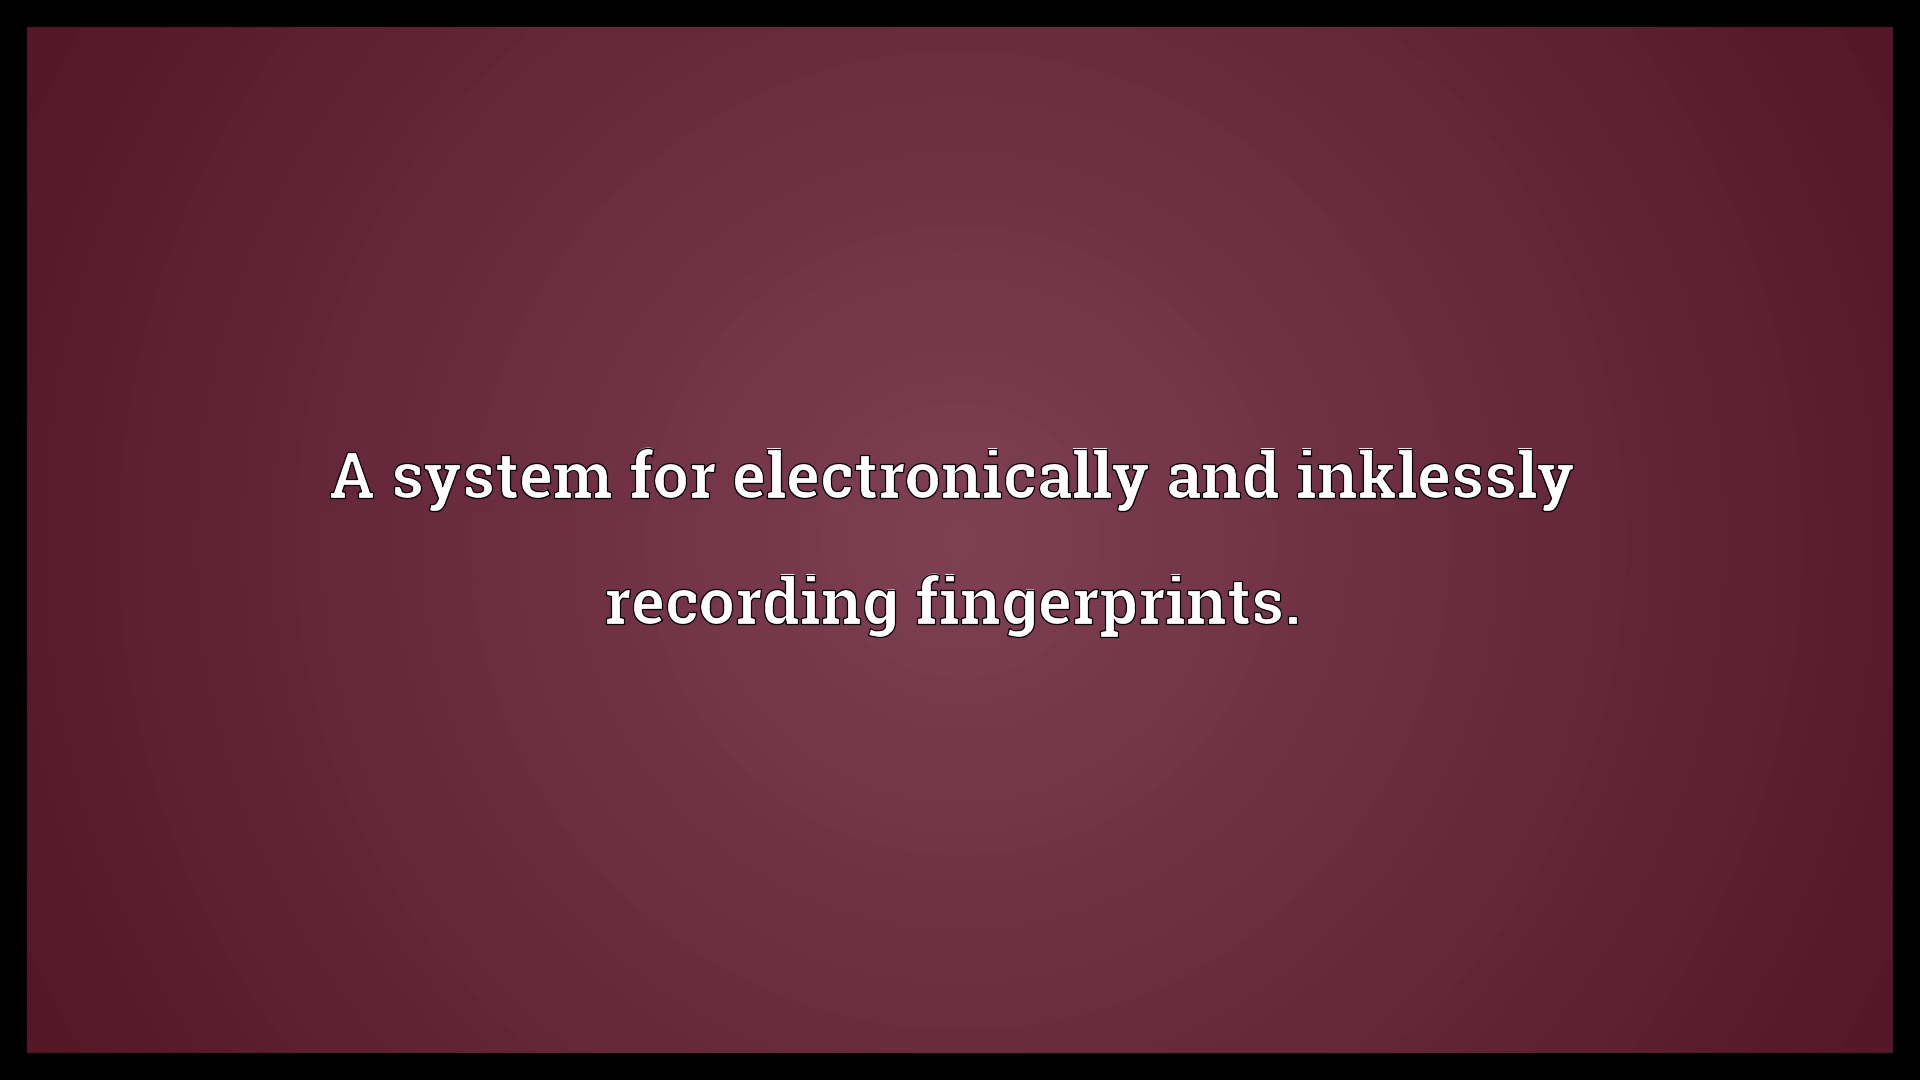 A system for electronically and inklessly
recording fingerprints.